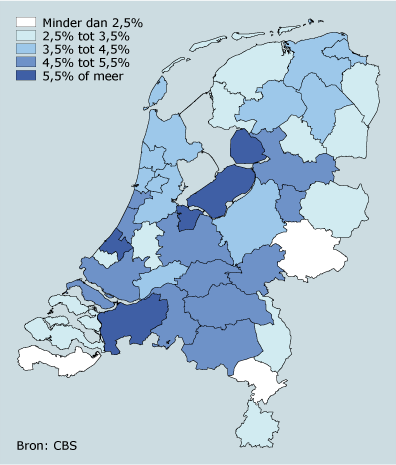 Minder dan 2,5%
2,5% tot 3,5%
3,5% tot 4,5%
4,5% tot 5,5%
5,5% of meer
Bron: CBS